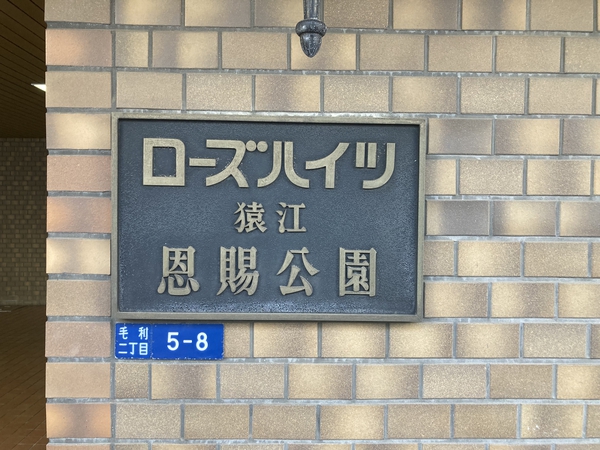 ローズハイツ
猿江
恩賜公園
毛利
二丁目
5-8